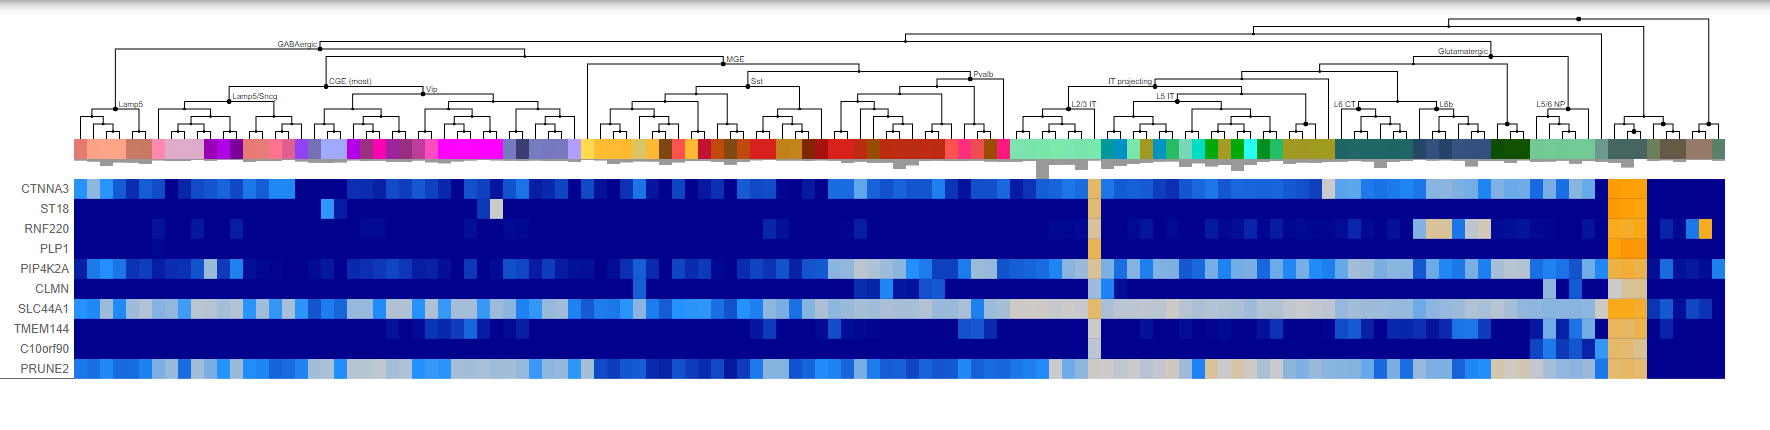 GABAergic
Glutamatergic
MGE
Pvalb
CGE (most)
Sst
IT projecting
Vip
Lamp5/Sncg
L5 IT
Lamp5
L2/3 IT
L6 CT
L6b
L5/6 NP
CTNNA3
ST18
RNF220
PLP1
PIP4K2A
CLMN
SLC44A1
TMEM144
C10orf90
PRUNE2